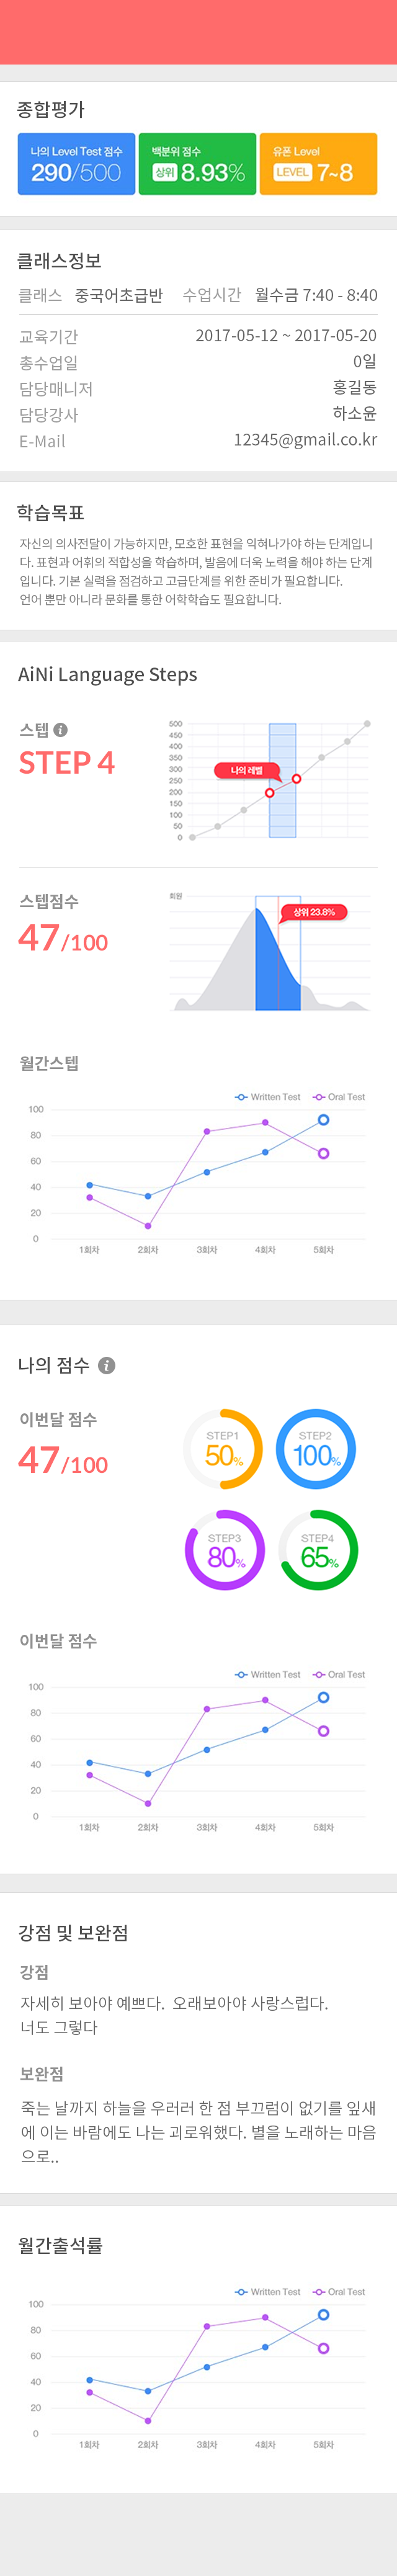 종합평가
나의 Level Test 점수
290/500
백분위 점수
상위 8.93%
유폰 Level
LEVEL 7~8
클래스정보
클래스 중국어초급반 수업시간 월수금 7:40 - 8:40
교육기간 2017-05-12 ~ 2017-05-20
총수업일 0일
담당매니저 홍길동
담당강사 하소윤
E-Mail 12345@gmail.co.kr
학습목표
자신의 의사전달이 가능하지만, 모호한 표현을 익혀나가야 하는 단계입니
다. 표현과 어휘의 적합성을 학습하며, 발음에 더욱 노력을 해야 하는 단계
입니다. 기본 실력을 점검하고 고급단계를 위한 준비가 필요합니다.
언어 뿐만 아니라 문화를 통한 어학학습도 필요합니다.
AiNi Language Steps
스텝 i
STEP 4
500
450
400
350
300
250
200
150
100
50
0
나의 레벨
스텝점수
47/100
회원
상위 23.8%
월간스텝
Written Test Oral Test
100
80
60
40
20
0
1회차 2회차 3회차 4회차 5회차
나의 점수 i
이번달 점수
47/100
STEP1
50%
STEP2
100%
STEP3
80%
STEP4
65%
이번달 점수
Written Test Oral Test
100
80
60
40
20
0
1회차 2회차 3회차 4회차 5회차
강점 및 보완점
강점
자세히 보아야 예쁘다. 오래보아야 사랑스럽다.
너도 그렇다
보완점
죽는 날까지 하늘을 우러러 한 점 부끄럼이 없기를 잎새
에 이는 바람에도 나는 괴로워했다. 별을 노래하는 마음
으로..
월간출석률
Written Test Oral Test
100
80
60
40
20
0
1회차 2회차 3회차 4회차 5회차